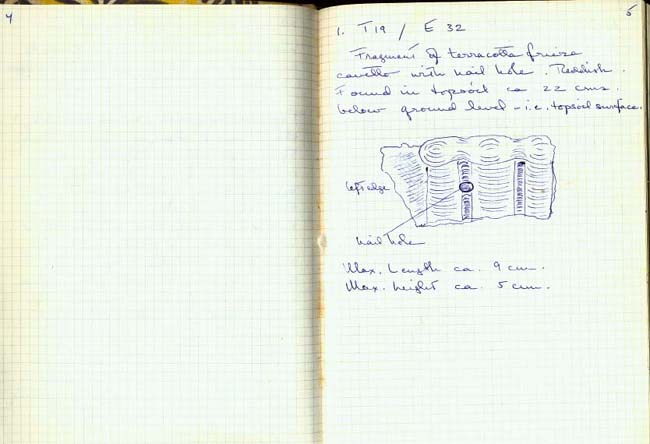 4
5
1. T19 / E 32
Fragment of terracotta frieze
cavetto with nail hole. Reddish.
Found in topsoil ca 22 cms.
below ground level - i.e. topsoil surface.
left edge
nail hole
Max. Length ca. 9 cm.
Max. height ca. 5 cm.